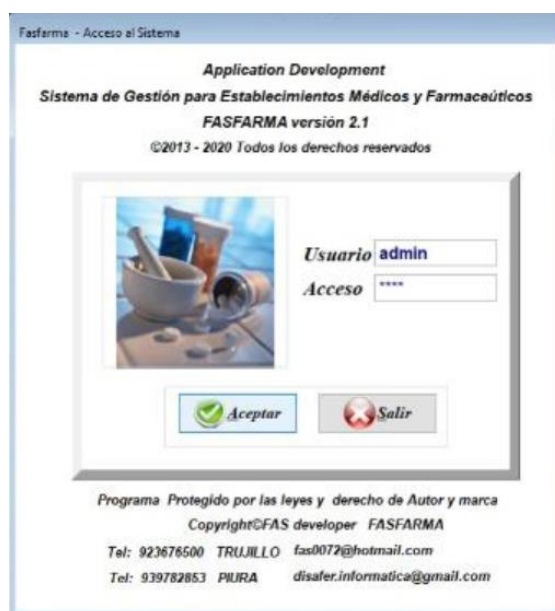 Fasfarma - Acceso al Sistema
Application Development
Sistema de Gestión para Establecimientos Médicos y Farmaceúticos
FASFARMA versión 2.1
©2013 - 2020 Todos los derechos reservados
Usuario admin
Acceso ****
Aceptar Salir
Programa Protegido por las leyes y derecho de Autor y marca
Copyright©FAS developer FASFARMA
Tel: 923676500 TRUJILLO fas0072@hotmail.com
Tel: 939782853 PIURA disafer.informatica@gmail.com